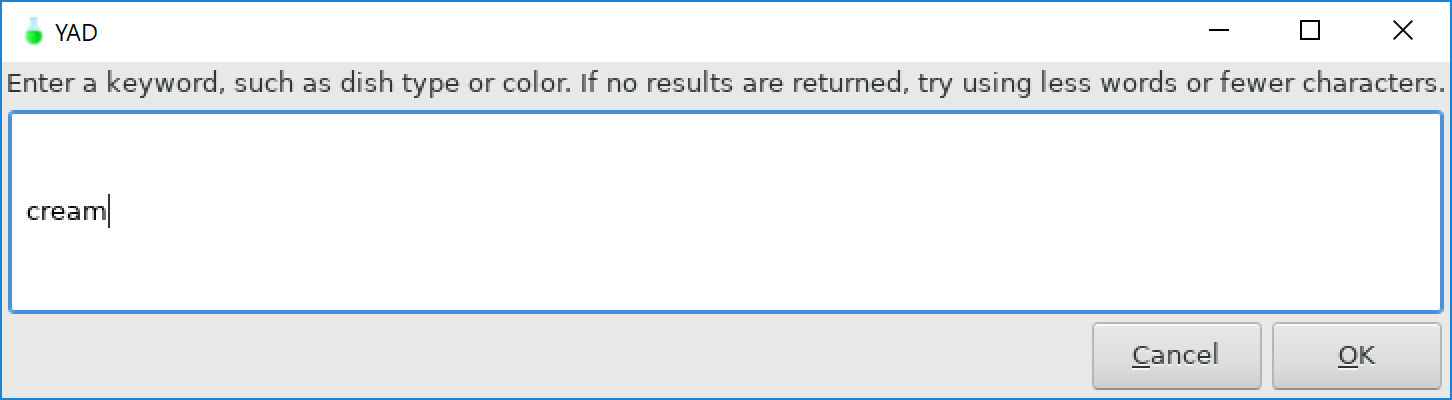 YAD
Enter a keyword, such as dish type or color. If no results are returned, try using less words or fewer characters.
cream
Cancel
OK